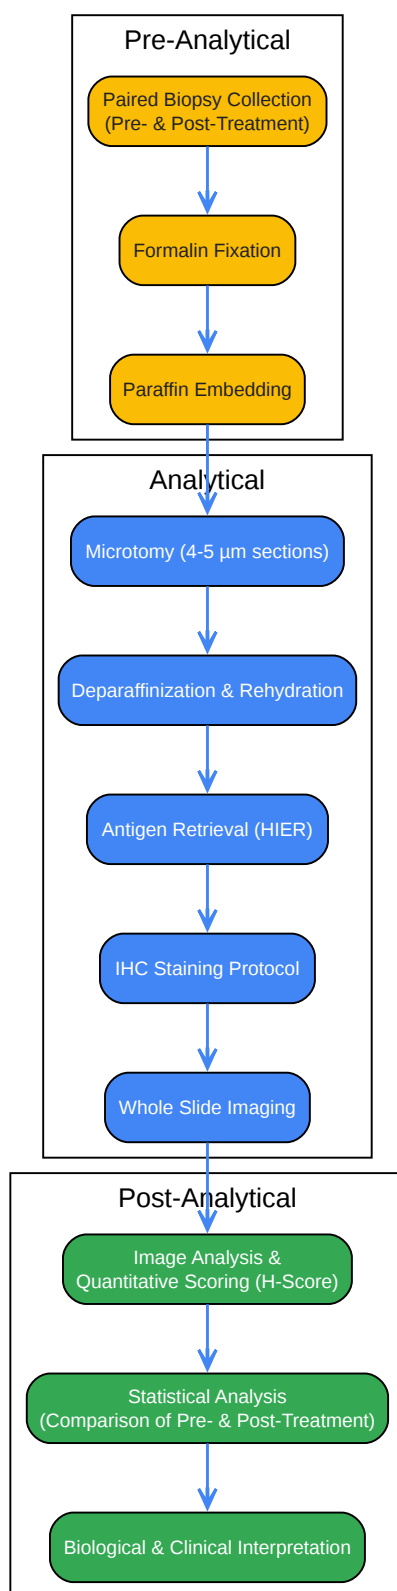 Pre-Analytical
Paired Biopsy Collection
(Pre- & Post-Treatment)
Formalin Fixation
Paraffin Embedding
Analytical
Microtomy (4-5 µm sections)
Deparaffinization & Rehydration
Antigen Retrieval (HIER)
IHC Staining Protocol
Whole Slide Imaging
Post-Analytical
Image Analysis &
Quantitative Scoring (H-Score)
Statistical Analysis
(Comparison of Pre- & Post-Treatment)
Biological & Clinical Interpretation